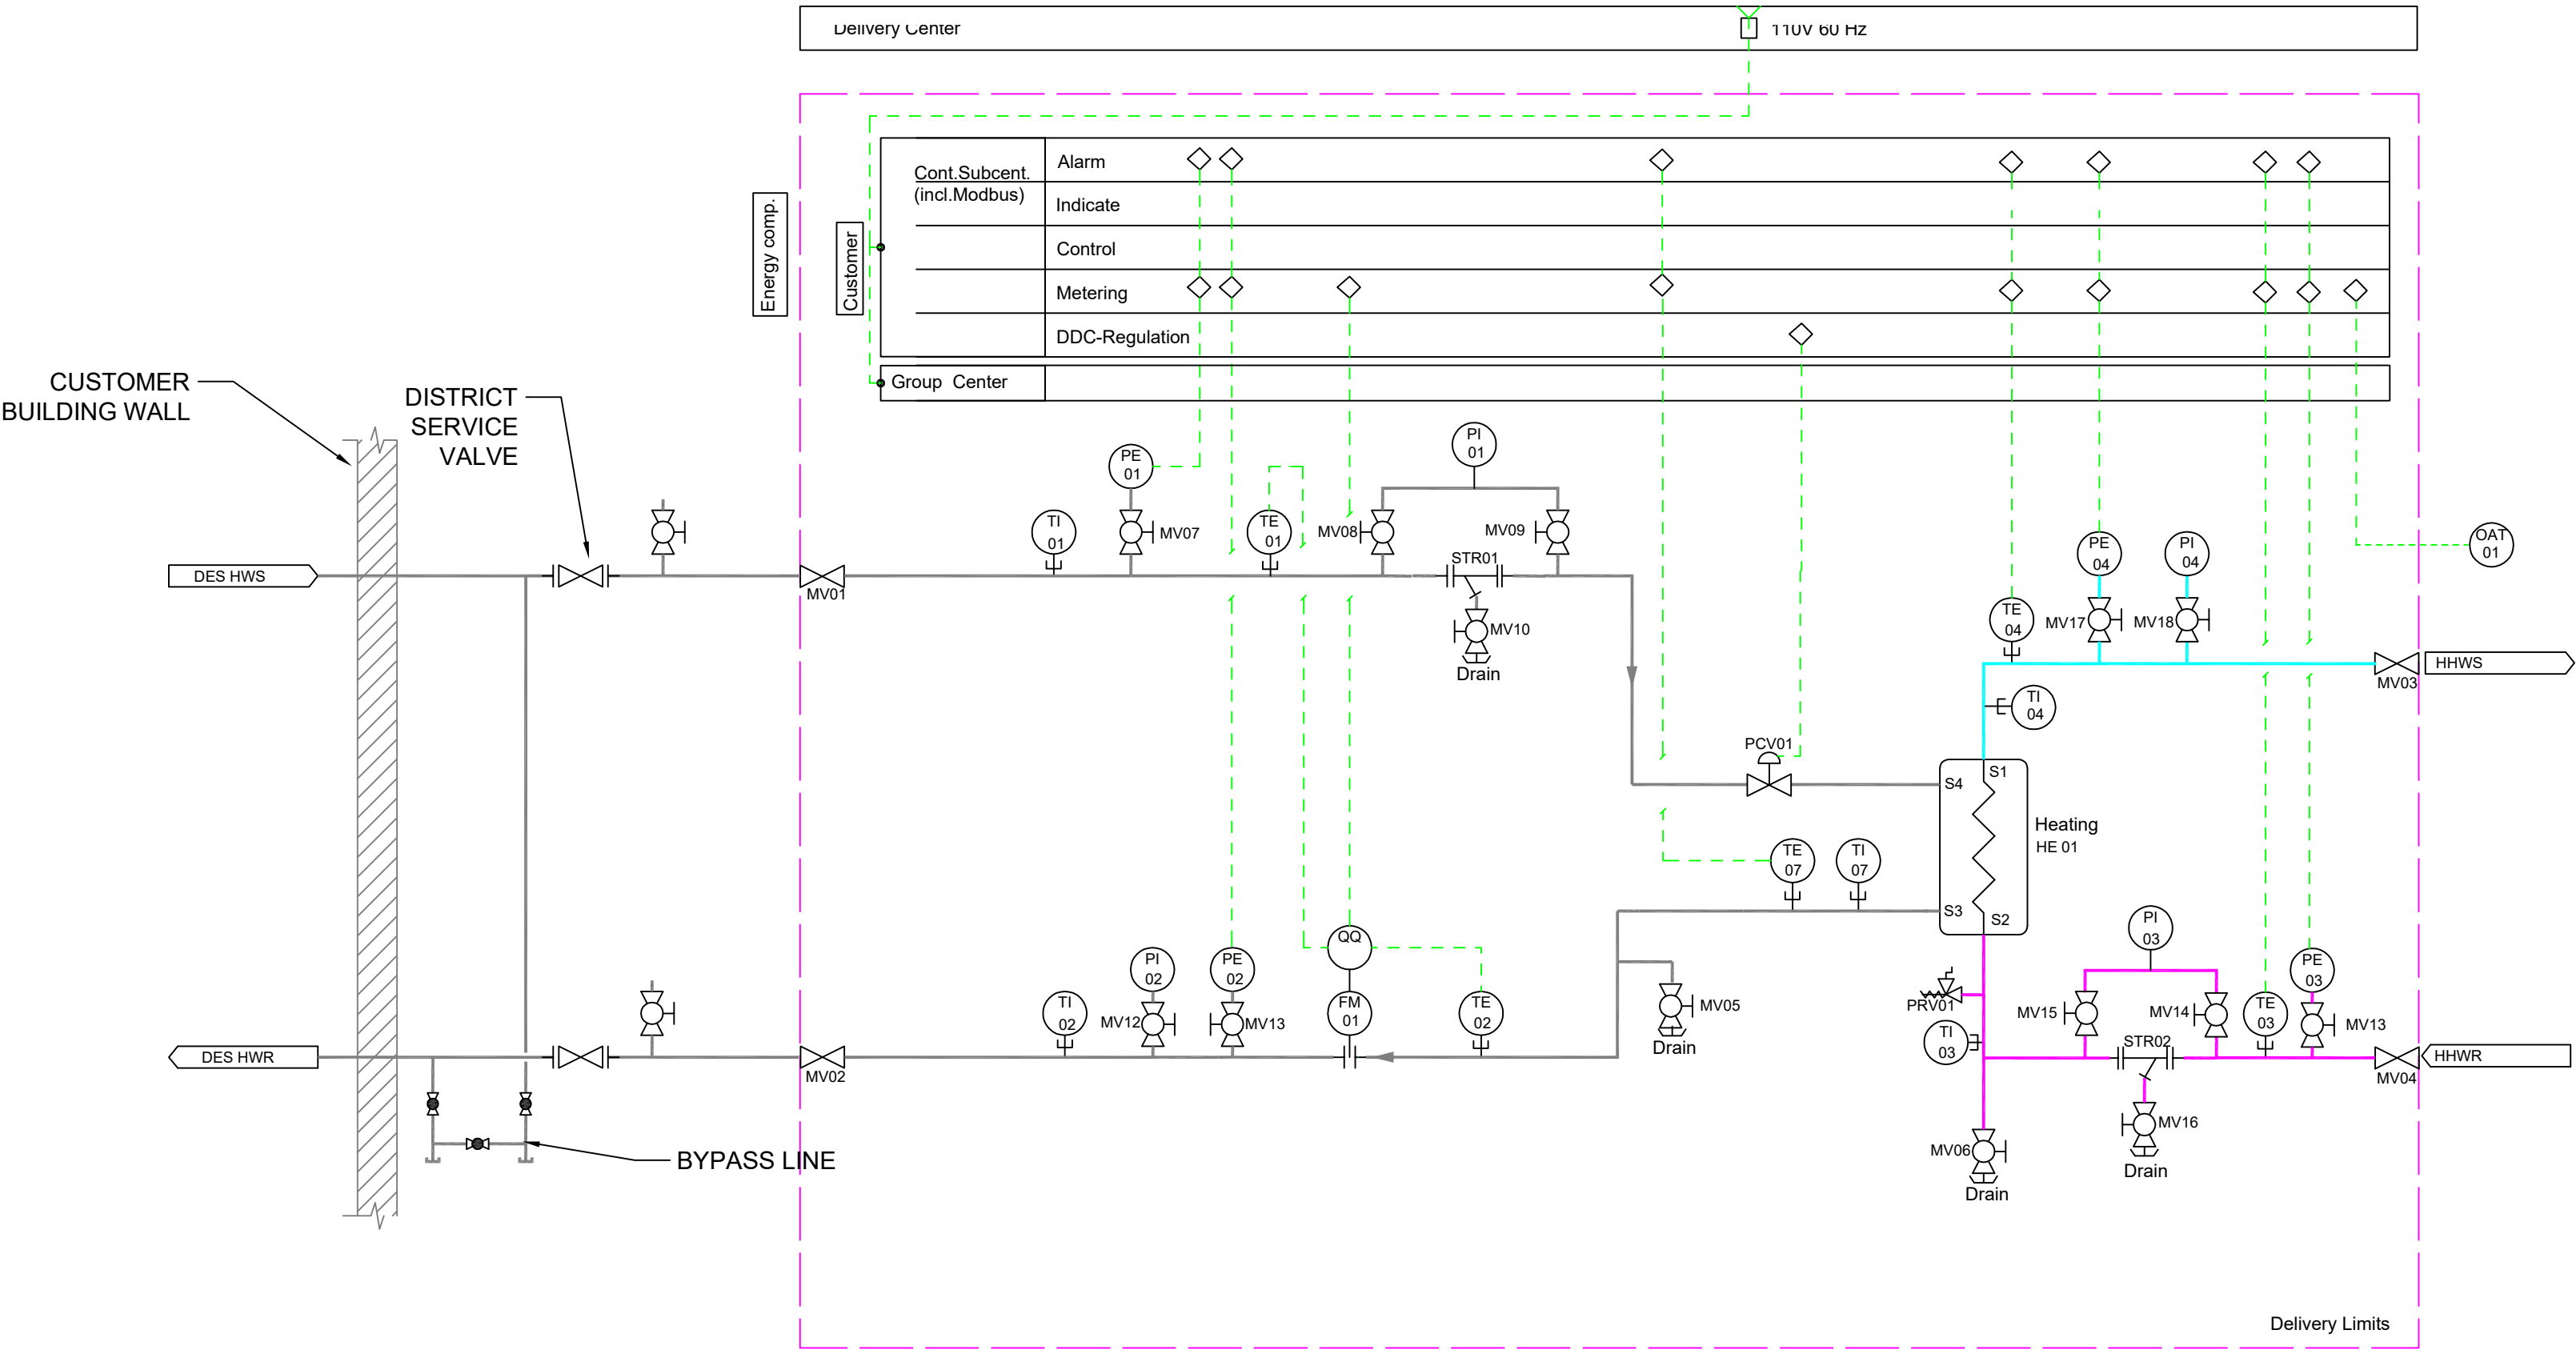 Delivery Center
110V 60 Hz
Energy comp.
Customer
Cont.Subcent.
(incl.Modbus)
Alarm
Indicate
Control
Metering
DDC-Regulation
Group Center
CUSTOMER
BUILDING WALL
DISTRICT
SERVICE
VALVE
PI
01
PE
01
TI
01
MV07
TE
01
MV08
MV09
STR01
OAT
01
PE
04
PI
04
DES HWS
MV01
MV10
Drain
TE
04
MV17
MV18
HHWS
MV03
TI
04
PCV01
S4
S1
Heating
HE 01
TE
07
TI
07
S3
S2
PI
03
QQ
PI
02
PE
02
PE
03
TI
02
MV12
MV13
FM
01
TE
02
MV05
Drain
PRV01
MV15
MV14
TE
03
MV13
TI
03
STR02
DES HWR
MV02
HHWR
MV04
MV16
Drain
MV06
Drain
BYPASS LINE
Delivery Limits